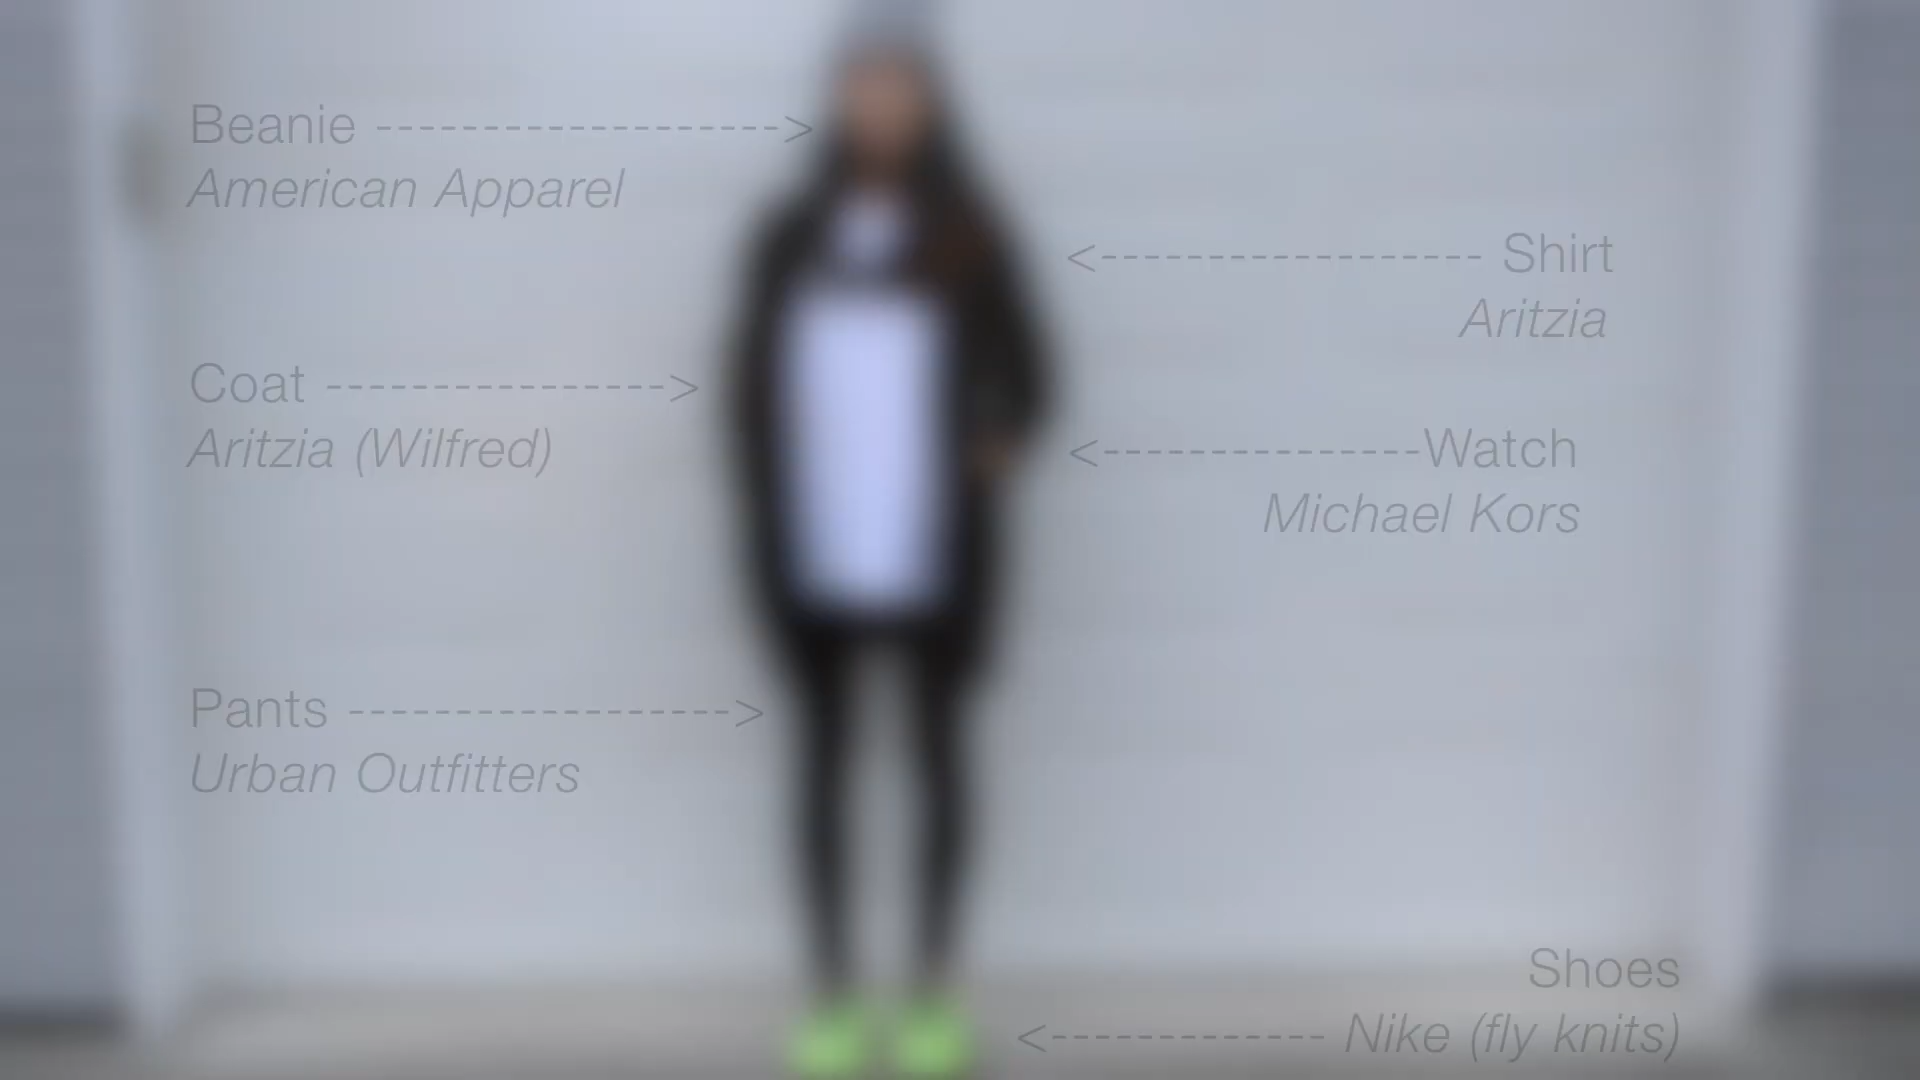 Beanie ------------------->
American Apparel
<------------------ Shirt
Aritzia
Coat ---------------->
Aritzia (Wilfred)
<---------------Watch
Michael Kors
Pants ------------------>
Urban Outfitters
Shoes
<------------- Nike (fly knits)